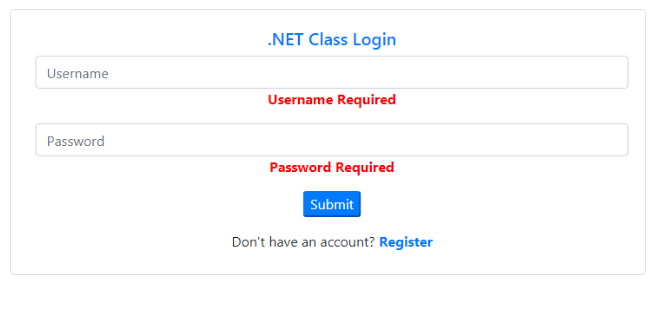 .NET Class Login
Username
Username Required
Password
Password Required
Submit
Don't have an account? Register